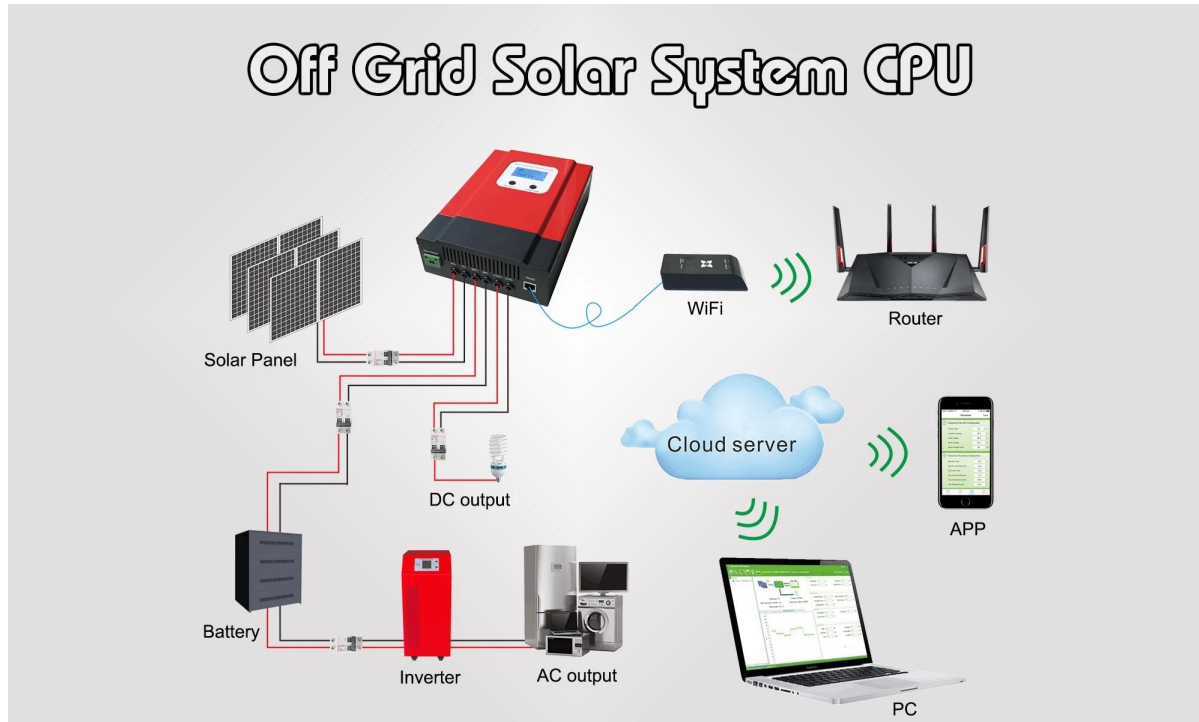 Off Grid Solar System CPU
WiFi
Router
Solar Panel
Cloud server
DC output
APP
Battery
Inverter
AC output
PC